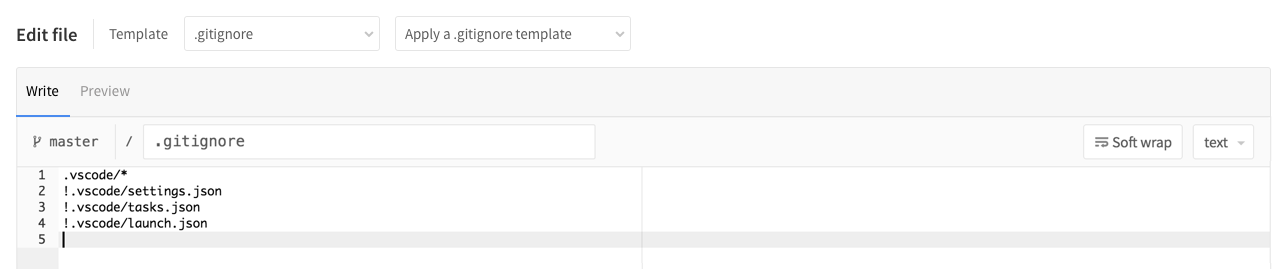 Edit file Template .gitignore Apply a .gitignore template
Write Preview
master / .gitignore Soft wrap text
1 .vscode/*
2 !.vscode/settings.json
3 !.vscode/tasks.json
4 !.vscode/launch.json
5